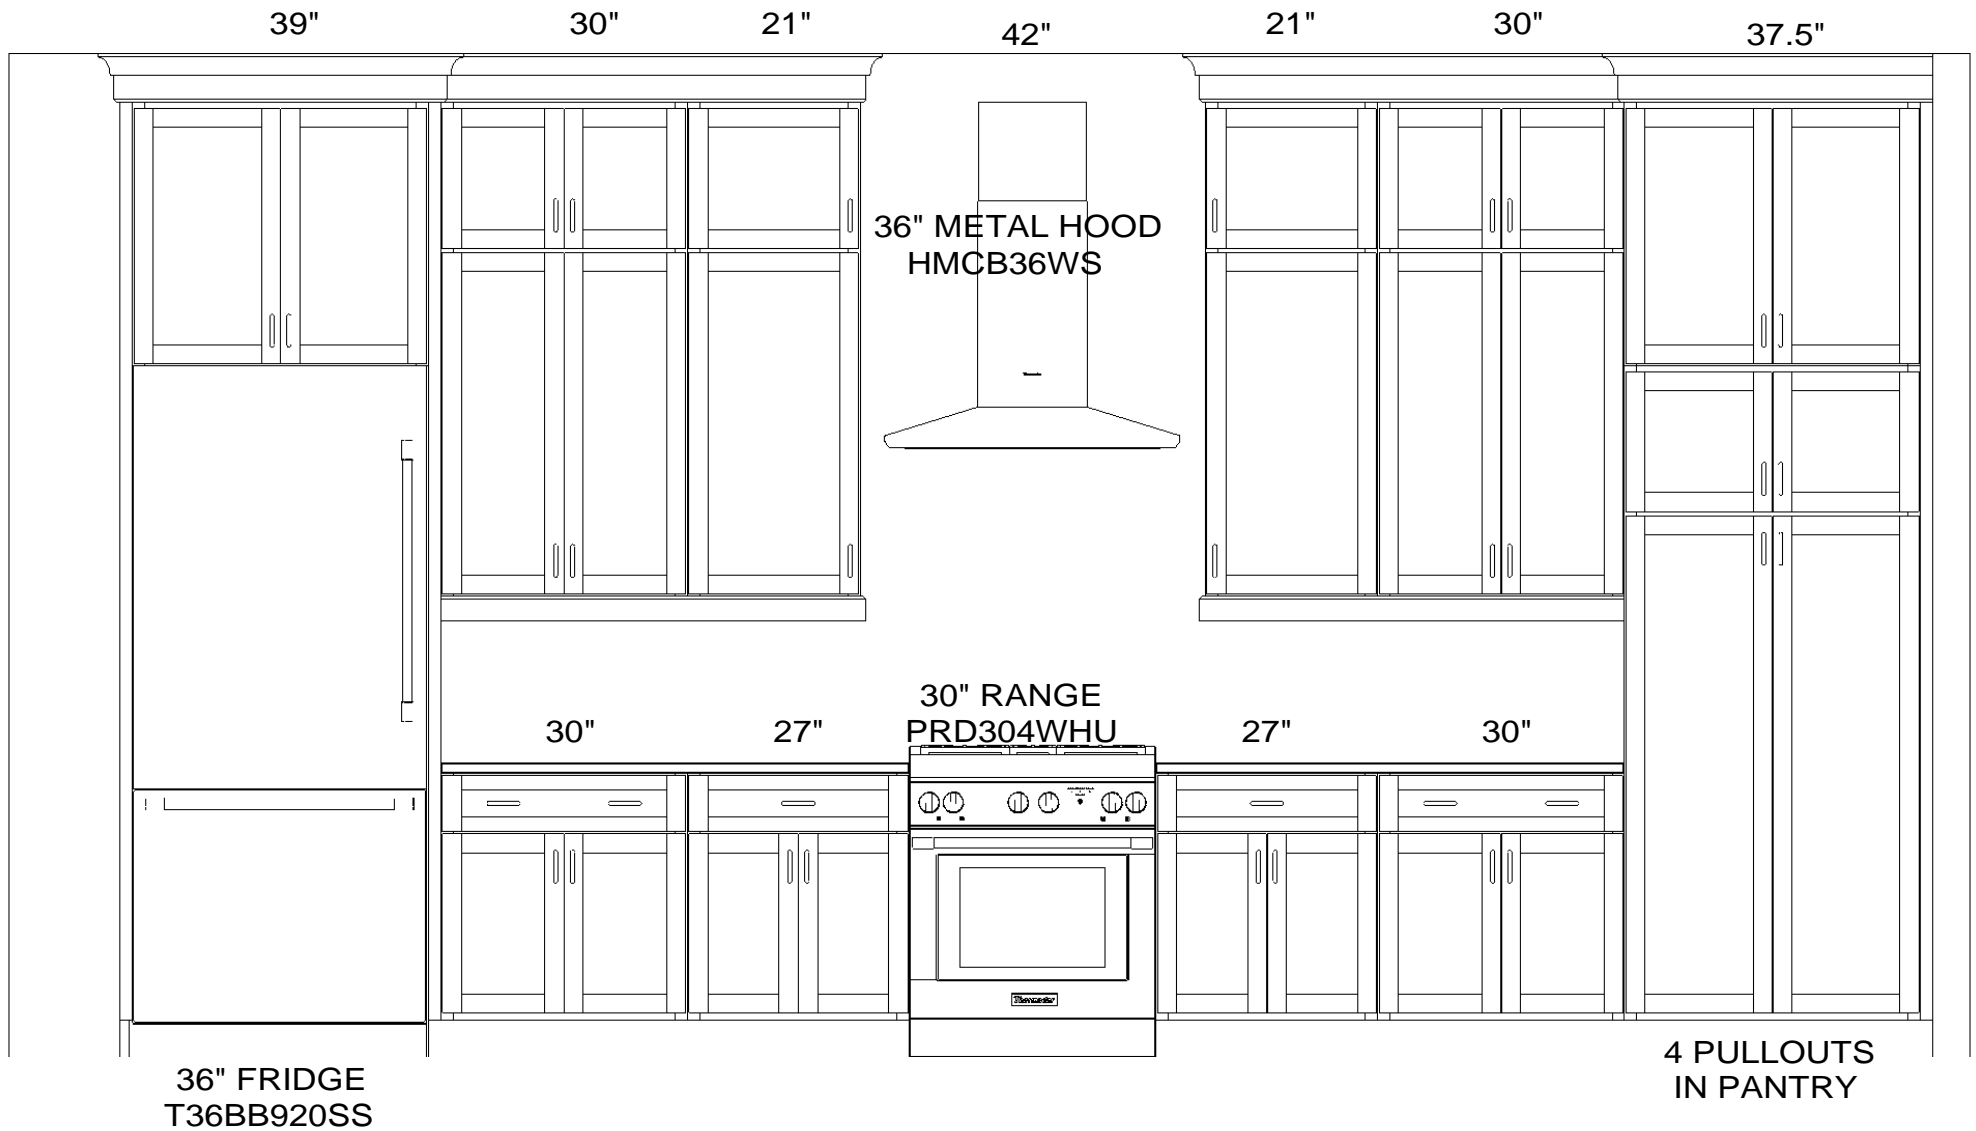 39" 30" 21" 42" 21" 30" 37.5"
36" METAL HOOD
HMCB36WS
30" RANGE
PRD304WHU
30" 27" 27" 30"
Thermador
36" FRIDGE
T36BB920SS
4 PULLOUTS
IN PANTRY